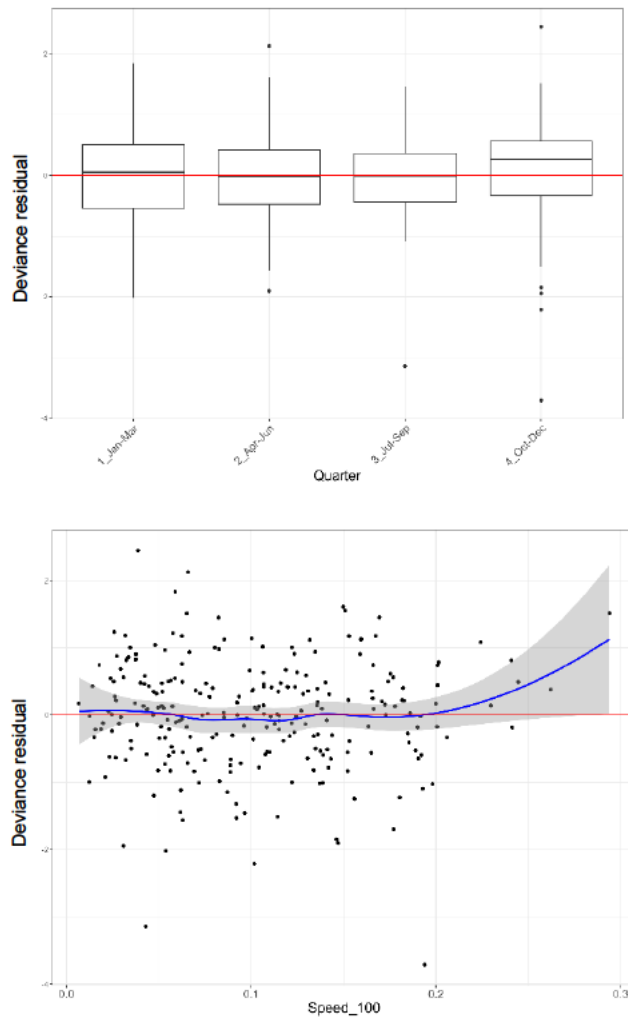 Deviance residual
2
0
-2
-4
1_Jan-Mar
2_Apr-Jun
3_Jul-Sep
4_Oct-Dec
Quarter
Deviance residual
2
0
-2
-4
0.0
0.1
0.2
0.3
Speed_100